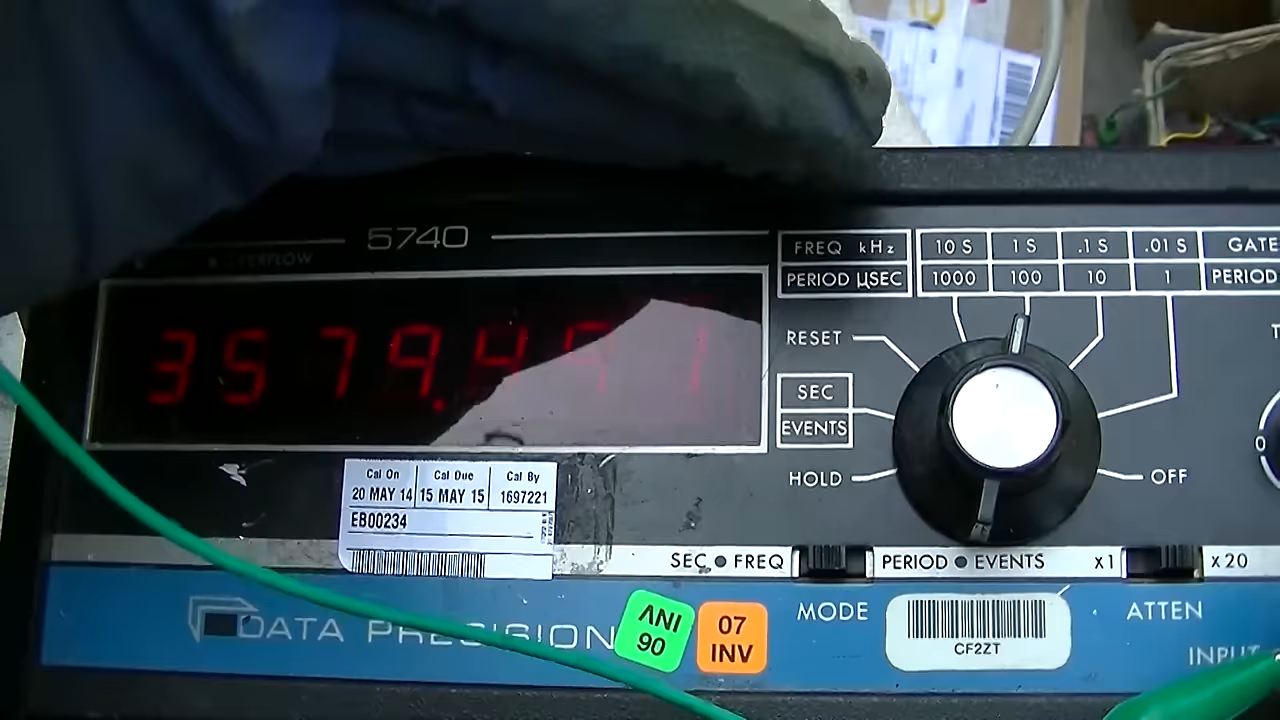 5740
OVERFLOW
FREQ kHz 10 S 1 S .1 S .01 S GATE
PERIOD µSEC 1000 100 10 1 PERIOD
RESET
SEC
EVENTS
HOLD
OFF
0
Cal On Cal Due Cal By
20 MAY 14 15 MAY 15 1697221
EB00234
SEC ● FREQ PERIOD ● EVENTS x1 x20
MODE ATTEN
INPUT
DATA PRECISION
ANI
90
07
INV
CF2ZT